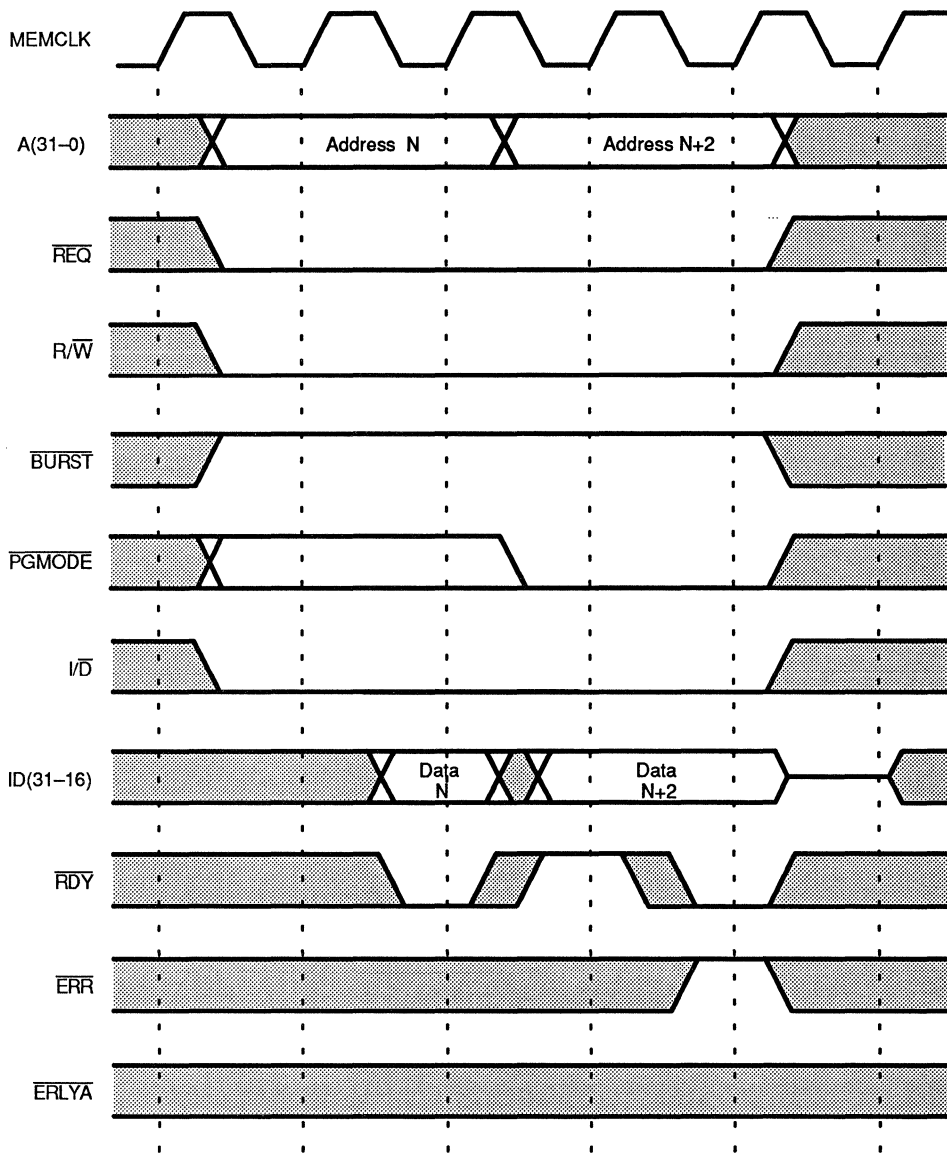 MEMCLK
A(31–0)
Address N
Address N+2
REQ
R/W
BURST
PGMODE
I/D
ID(31–16)
Data
N
Data
N+2
RDY
ERR
ERLYA